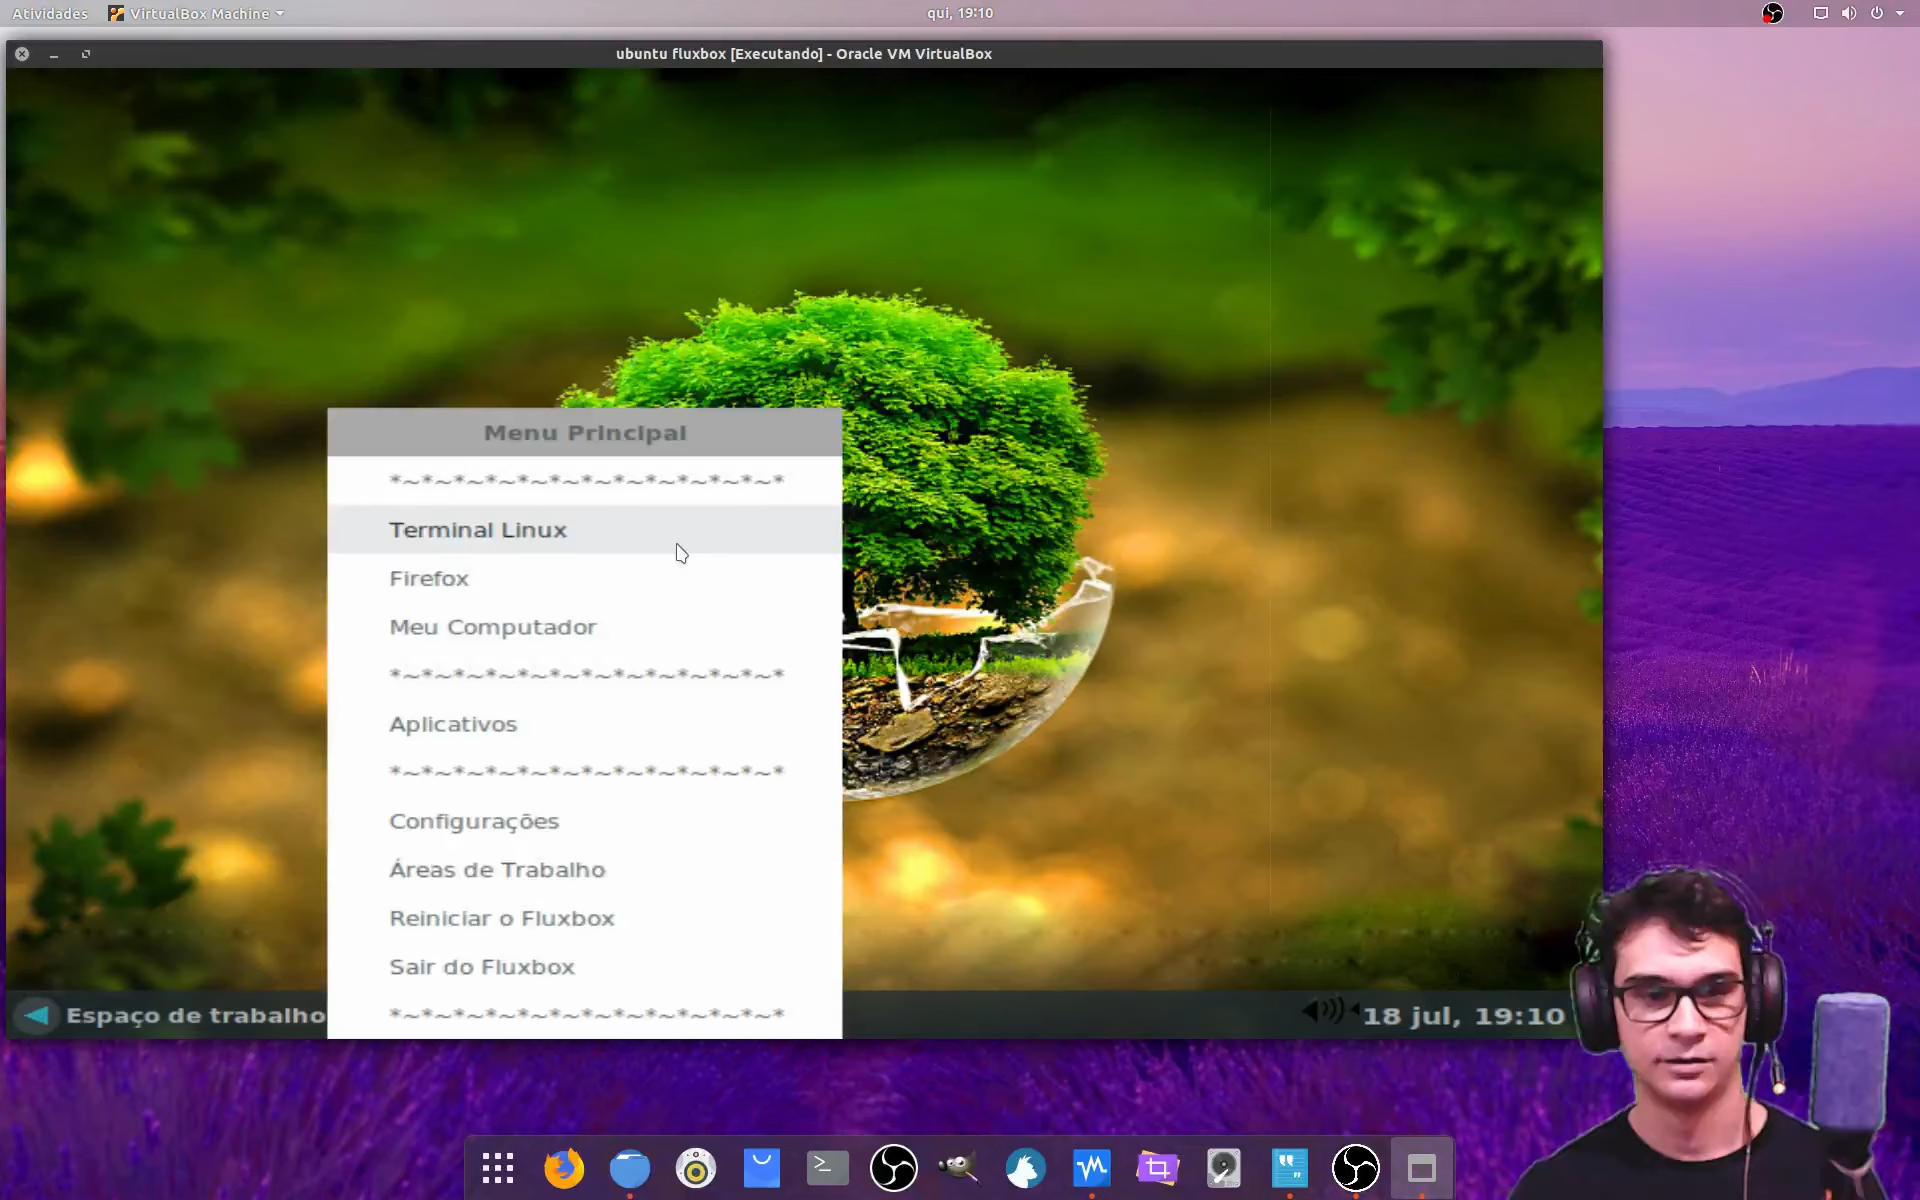 Atividades
VirtualBox Machine
qui, 19:10
ubuntu fluxbox [Executando] - Oracle VM VirtualBox
Menu Principal
*~*~*~*~*~*~*~*~*~*~*~*~*
Terminal Linux
Firefox
Meu Computador
*~*~*~*~*~*~*~*~*~*~*~*~*
Aplicativos
*~*~*~*~*~*~*~*~*~*~*~*~*
Configurações
Áreas de Trabalho
Reiniciar o Fluxbox
Sair do Fluxbox
*~*~*~*~*~*~*~*~*~*~*~*~*
Espaço de trabalho
18 jul, 19:10